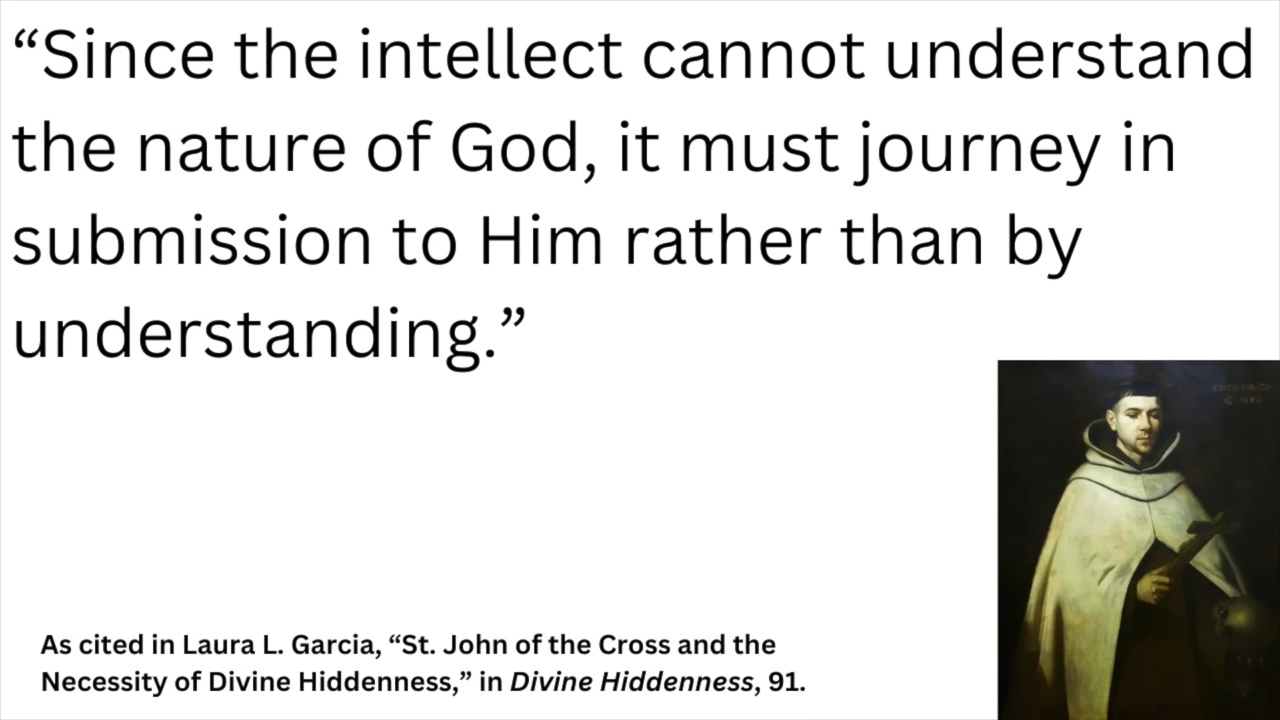 “Since the intellect cannot understand
the nature of God, it must journey in
submission to Him rather than by
understanding.”
As cited in Laura L. Garcia, “St. John of the Cross and the
Necessity of Divine Hiddenness,” in Divine Hiddenness, 91.